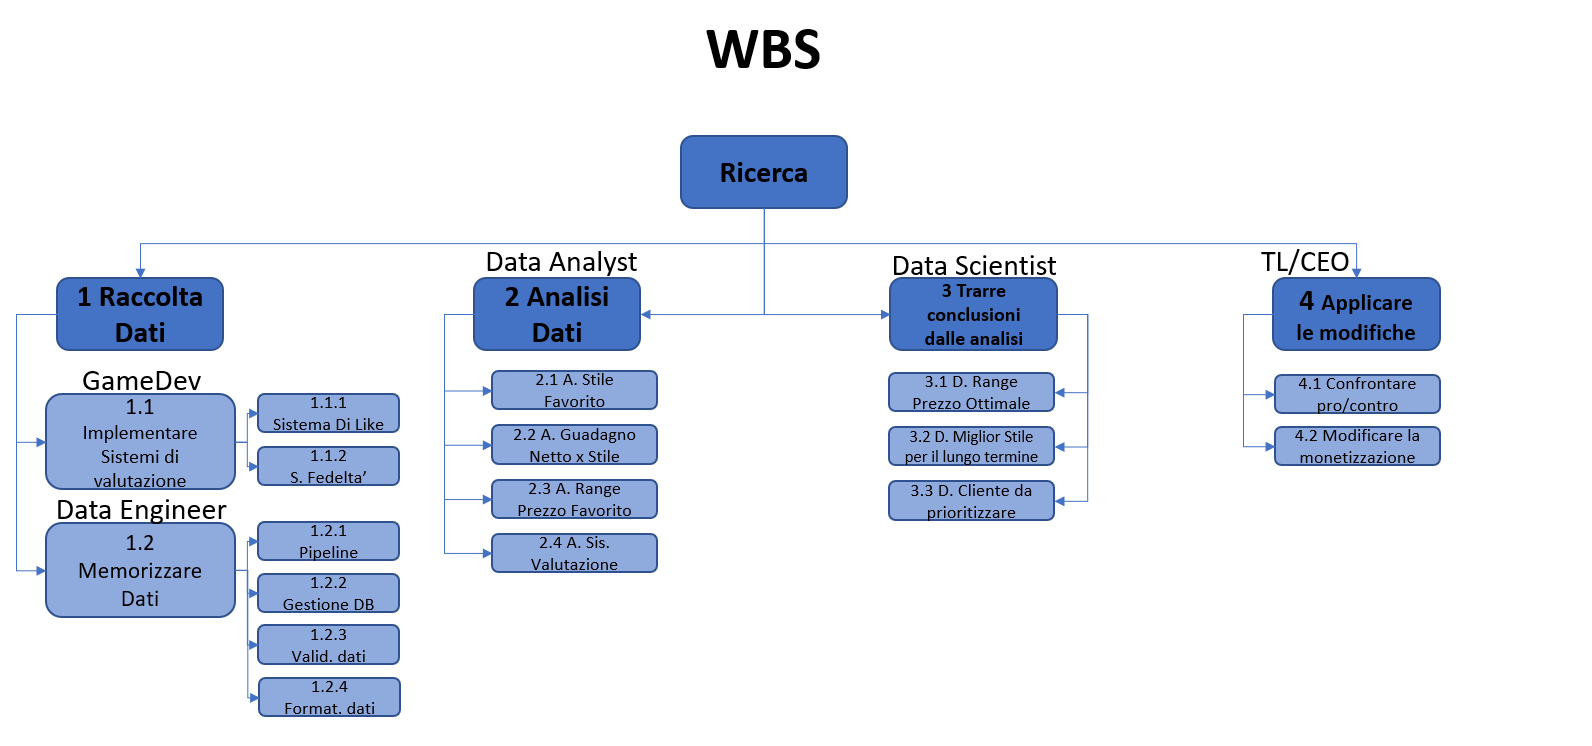 WBS
Ricerca
1 Raccolta
Dati
GameDev
1.1
Implementare
Sistemi di
valutazione
1.1.1
Sistema Di Like
1.1.2
S. Fedelta’
Data Engineer
1.2
Memorizzare
Dati
1.2.1
Pipeline
1.2.2
Gestione DB
1.2.3
Valid. dati
1.2.4
Format. dati
Data Analyst
2 Analisi
Dati
2.1 A. Stile
Favorito
2.2 A. Guadagno
Netto x Stile
2.3 A. Range
Prezzo Favorito
2.4 A. Sis.
Valutazione
Data Scientist
3 Trarre
conclusioni
dalle analisi
3.1 D. Range
Prezzo Ottimale
3.2 D. Miglior Stile
per il lungo termine
3.3 D. Cliente da
prioritizzare
TL/CEO
4 Applicare
le modifiche
4.1 Confrontare
pro/contro
4.2 Modificare la
monetizzazione